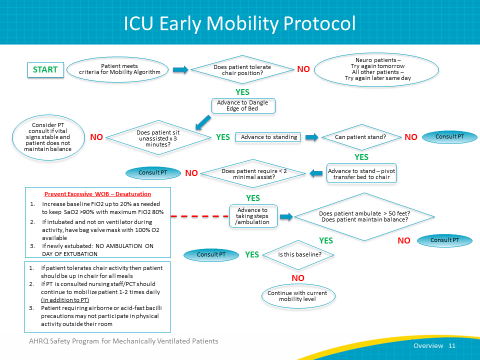 ICU Early Mobility Protocol
START
Patient meets
criteria for Mobility Algorithm
Does patient tolerate
chair position?
NO
Neuro patients –
Try again tomorrow
All other patients –
Try again later same day
YES
Advance to Dangle
Edge of Bed
Consider PT
consult if vital
signs stable and
patient does not
maintain balance
NO
Does patient sit
unassisted x 3
minutes?
YES
Advance to standing
Can patient stand?
NO
Consult PT
YES
Consult PT
NO
Does patient require < 2
minimal assist?
Advance to stand – pivot
transfer bed to chair
YES
Prevent Excessive WOB – Desaturation
1. Increase baseline FiO2 up to 20% as needed
to keep SaO2 >90% with maximum FiO2 80%
2. If intubated and not on ventilator during
activity, have bag valve mask with 100% O2
available
3. If newly extubated: NO AMBULATION ON
DAY OF EXTUBATION
Advance to
taking steps
/ambulation
Does patient ambulate > 50 feet?
Does patient maintain balance?
YES
NO
Consult PT
Consult PT
YES
Is this baseline?
NO
Continue with current
mobility level
1. If patient tolerates chair activity then patient
should be up in chair for all meals
2. If PT is consulted nursing staff/PCT should
continue to mobilize patient 1-2 times daily
(in addition to PT)
3. Patient requiring airborne or acid-fast bacilli
precautions may not participate in physical
activity outside their room
AHRQ Safety Program for Mechanically Ventilated Patients
Overview 11